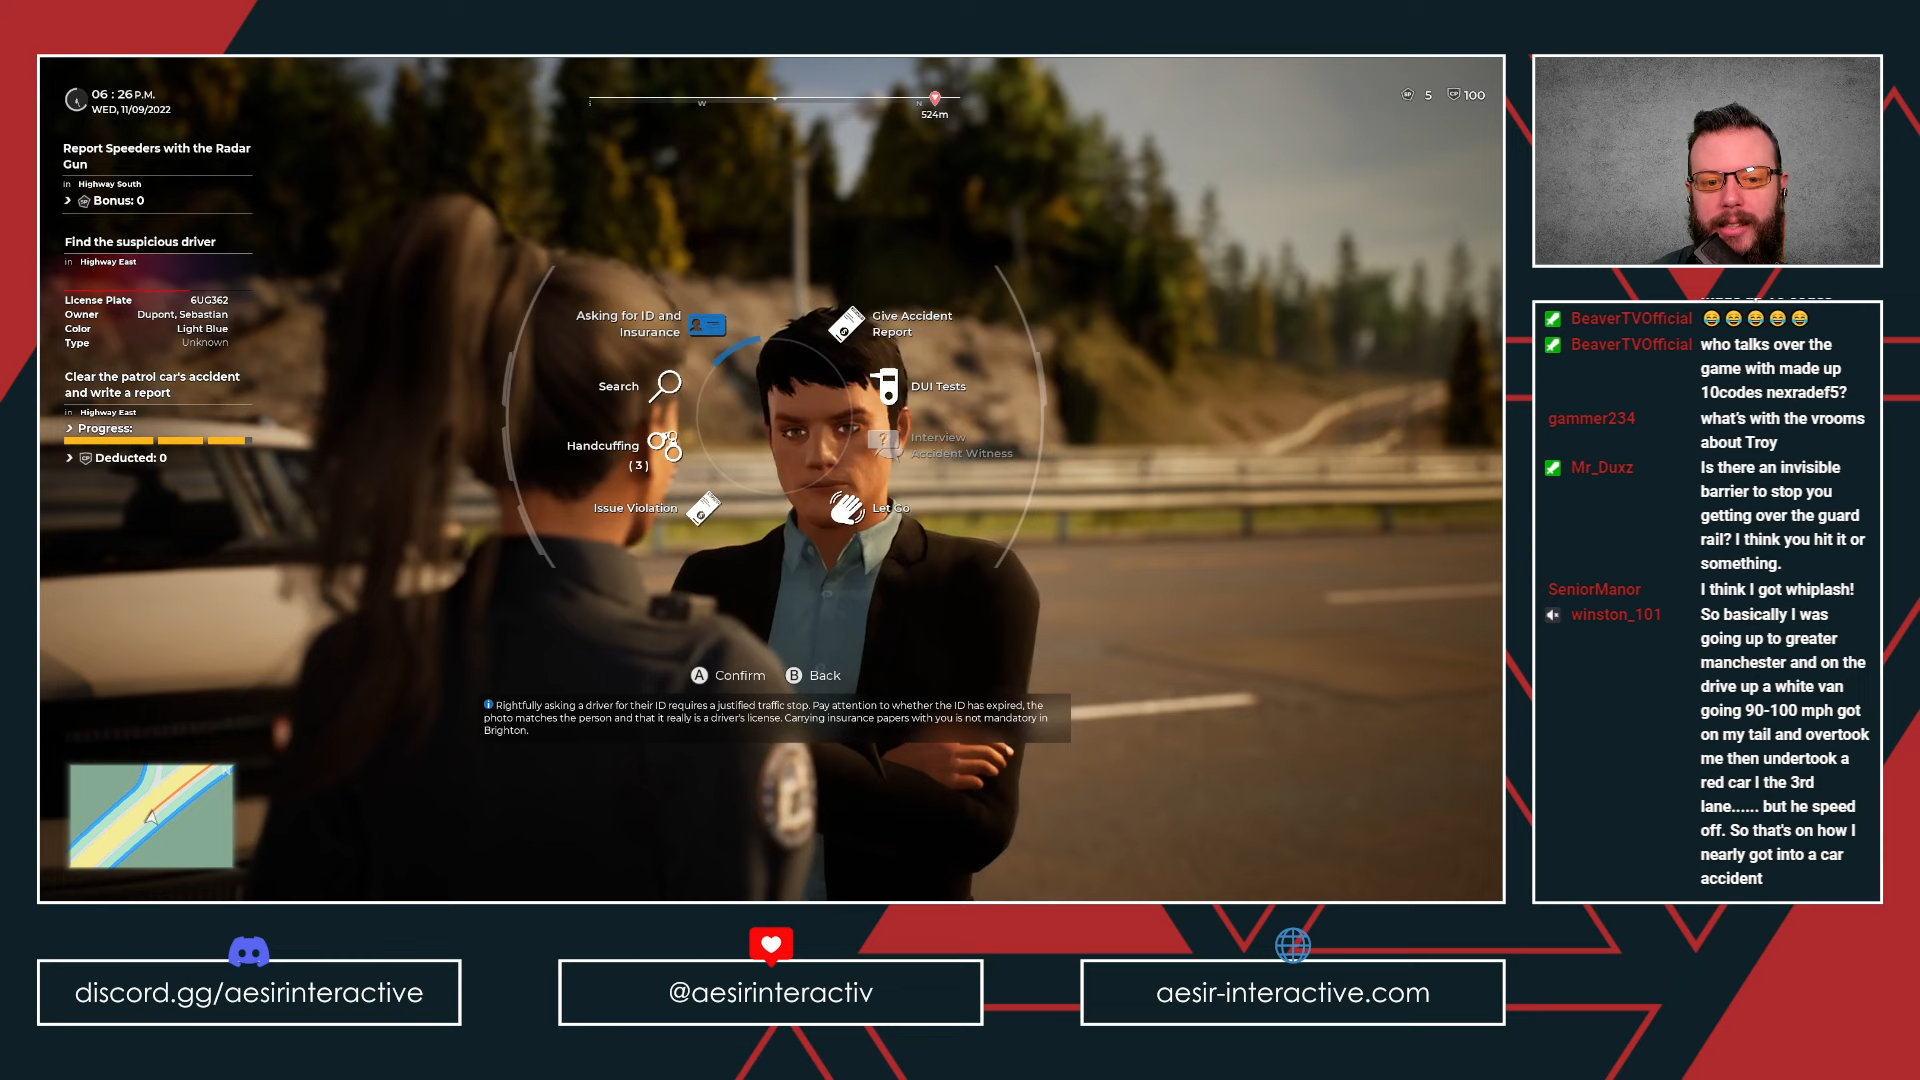 06 : 26 P.M.
WED, 11/09/2022
Report Speeders with the Radar
Gun
in Highway South
SP Bonus: 0
Find the suspicious driver
in Highway East
License Plate 6UG362
Owner Dupont, Sebastian
Color Light Blue
Type Unknown
Clear the patrol car's accident
and write a report
in Highway East
Progress:
CP Deducted: 0
W
N
524m
SP 5 CP 100
Asking for ID and
Insurance
Search
Handcuffing
( 3 )
Issue Violation
Give Accident
Report
DUI Tests
Interview
Accident Witness
Let Go
A Confirm B Back
Rightfully asking a driver for their ID requires a justified traffic stop. Pay attention to whether the ID has expired, the
photo matches the person and that it really is a driver's license. Carrying insurance papers with you is not mandatory in
Brighton.
BeaverTVOfficial 😂😂😂😂😂
BeaverTVOfficial who talks over the
game with made up
10codes nexradef5?
gammer234 what's with the vrooms
about Troy
Mr_Duxz Is there an invisible
barrier to stop you
getting over the guard
rail? I think you hit it or
something.
SeniorManor I think I got whiplash!
winston_101 So basically I was
going up to greater
manchester and on the
drive up a white van
going 90-100 mph got
on my tail and overtook
me then undertook a
red car I the 3rd
lane...... but he speed
off. So that's on how I
nearly got into a car
accident
discord.gg/aesirinteractive
@aesirinteractiv
aesir-interactive.com